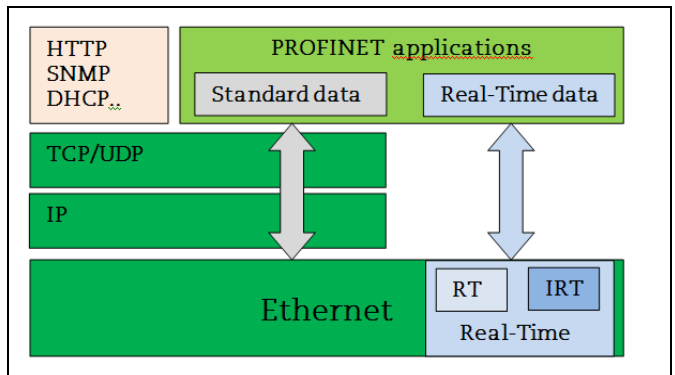 HTTP
SNMP
DHCP..
PROFINET applications
Standard data
Real-Time data
TCP/UDP
IP
Ethernet
RT
IRT
Real-Time